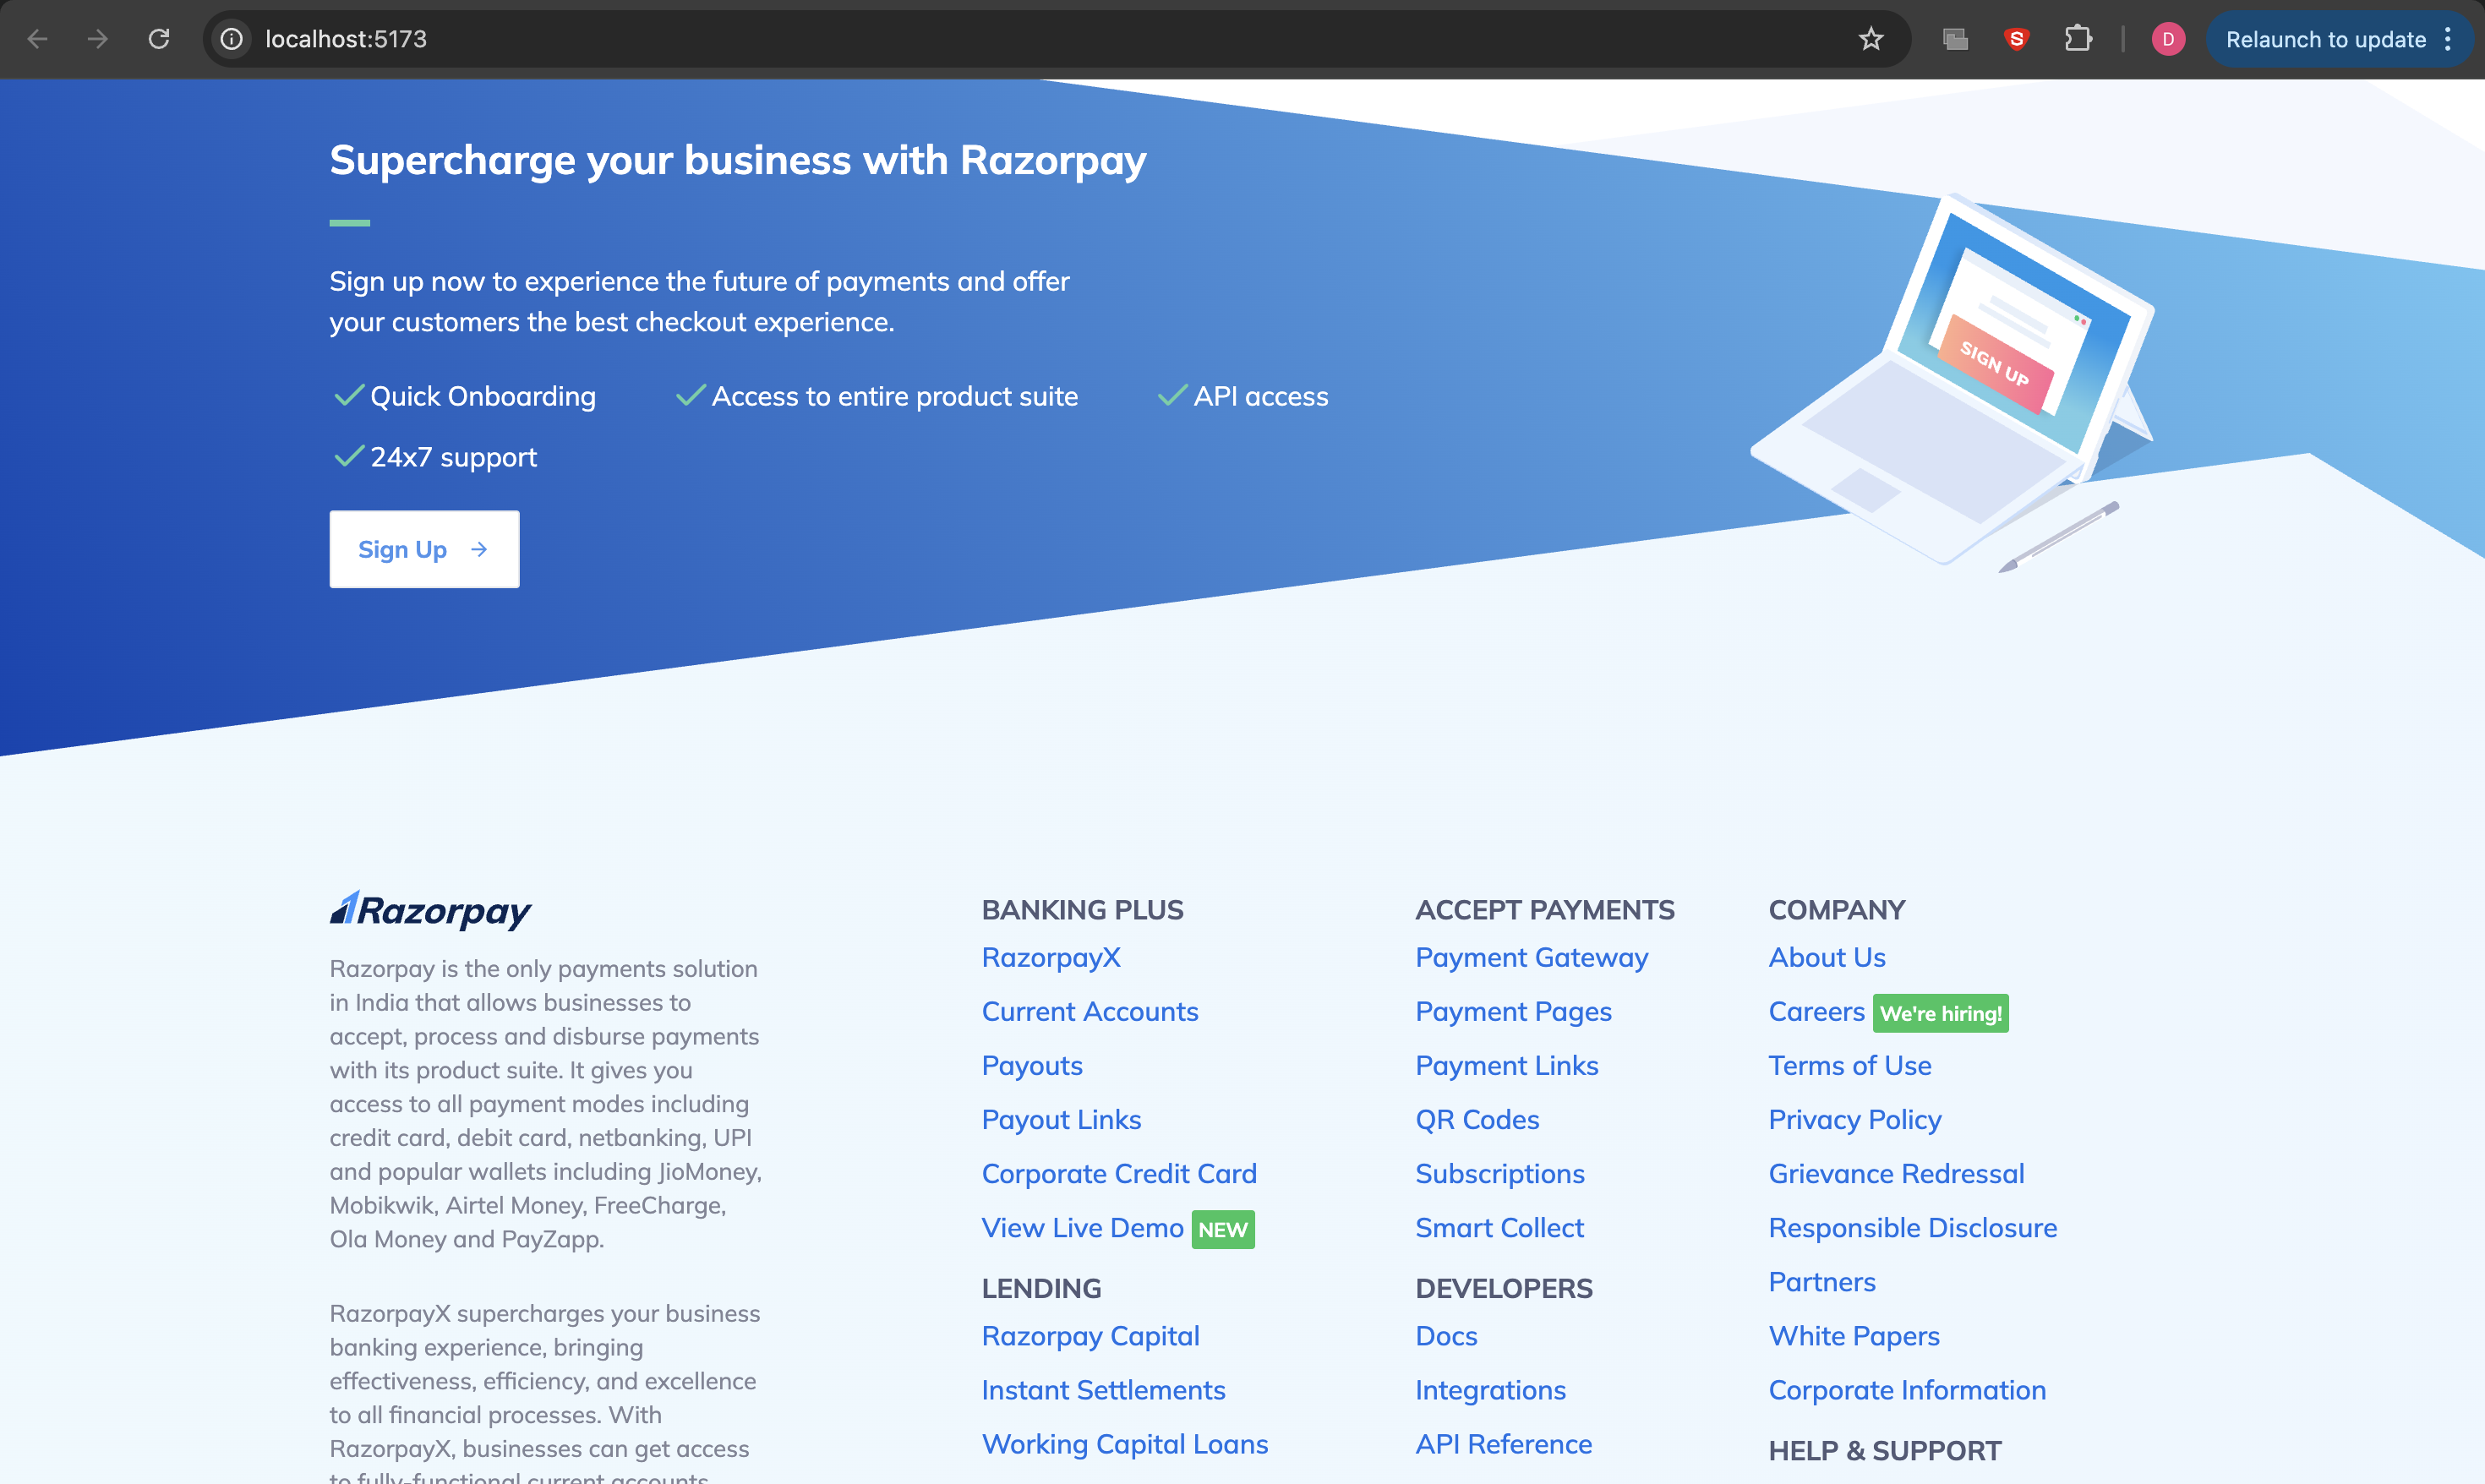 localhost:5173
D
Relaunch to update
Supercharge your business with Razorpay
Sign up now to experience the future of payments and offer
your customers the best checkout experience.
Quick Onboarding
Access to entire product suite
API access
24x7 support
Sign Up
SIGN UP
Razorpay
Razorpay is the only payments solution
in India that allows businesses to
accept, process and disburse payments
with its product suite. It gives you
access to all payment modes including
credit card, debit card, netbanking, UPI
and popular wallets including JioMoney,
Mobikwik, Airtel Money, FreeCharge,
Ola Money and PayZapp.
RazorpayX supercharges your business
banking experience, bringing
effectiveness, efficiency, and excellence
to all financial processes. With
RazorpayX, businesses can get access
to fully-functional current accounts
BANKING PLUS
RazorpayX
Current Accounts
Payouts
Payout Links
Corporate Credit Card
View Live Demo NEW
LENDING
Razorpay Capital
Instant Settlements
Working Capital Loans
ACCEPT PAYMENTS
Payment Gateway
Payment Pages
Payment Links
QR Codes
Subscriptions
Smart Collect
DEVELOPERS
Docs
Integrations
API Reference
COMPANY
About Us
Careers We're hiring!
Terms of Use
Privacy Policy
Grievance Redressal
Responsible Disclosure
Partners
White Papers
Corporate Information
HELP & SUPPORT